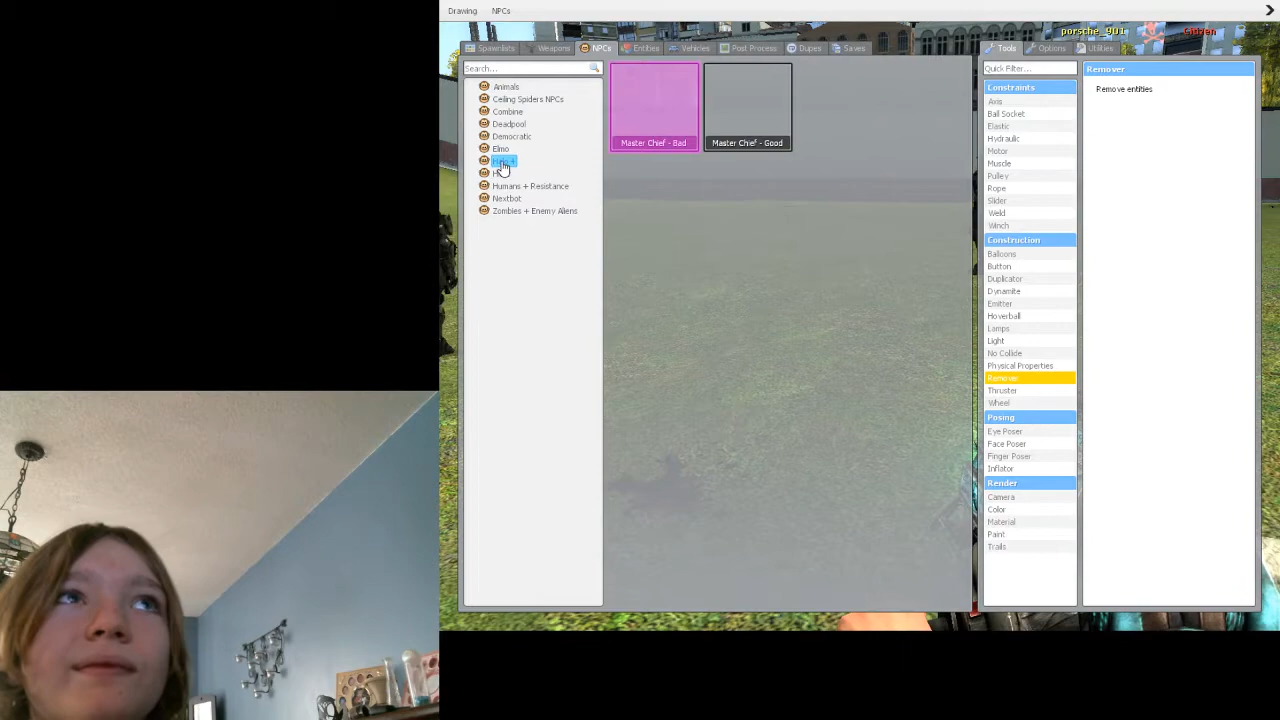 Drawing NPCs
porsche_901 Citizen
Spawnlists Weapons NPCs Entities Vehicles Post Process Dupes Saves
Tools Options Utilities
Search...
Animals
Ceiling Spiders NPCs
Combine
Deadpool
Democratic
Elmo
Humans + Resistance
Nextbot
Zombies + Enemy Aliens
Master Chief - Bad
Master Chief - Good
Quick Filter...
Constraints
Axis
Ball Socket
Elastic
Hydraulic
Motor
Muscle
Pulley
Rope
Slider
Weld
Winch
Construction
Balloons
Button
Duplicator
Dynamite
Emitter
Hoverball
Lamps
Light
No Collide
Physical Properties
Remover
Thruster
Wheel
Posing
Eye Poser
Face Poser
Finger Poser
Inflator
Render
Camera
Color
Material
Paint
Trails
Remover
Remove entities